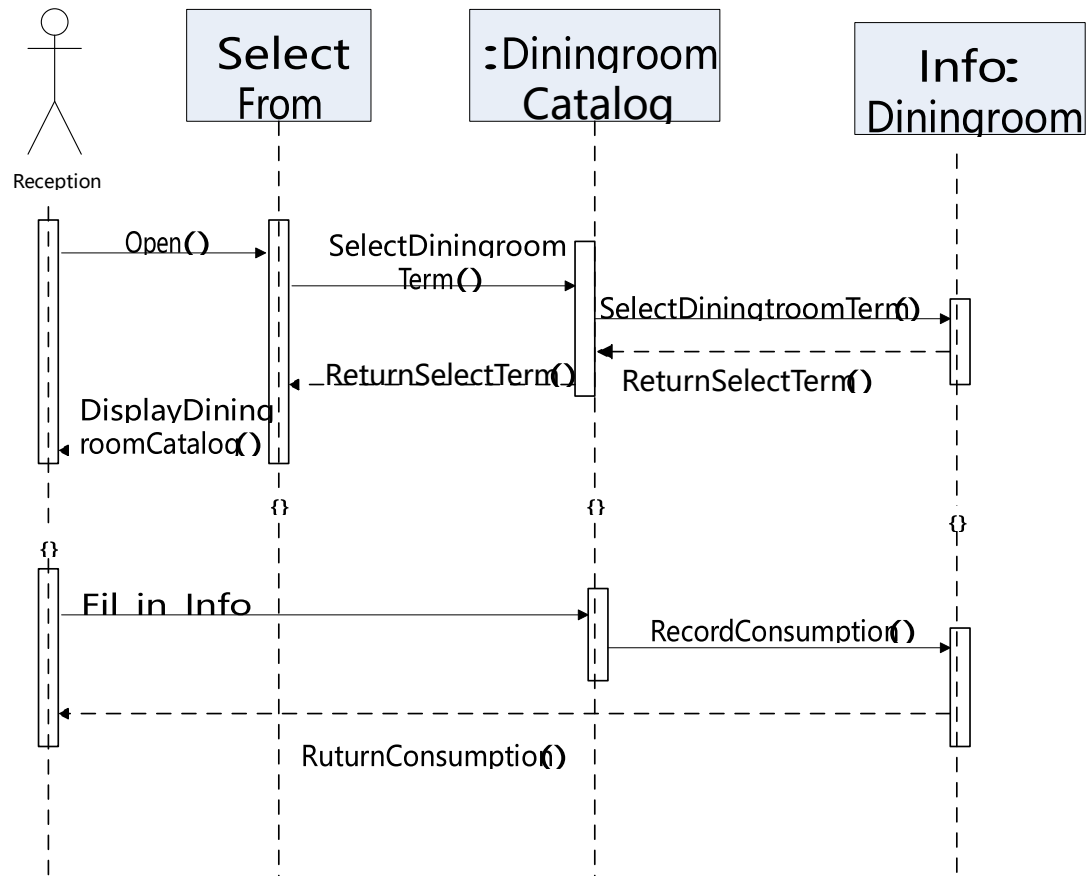 Select
From
:Diningroom
Catalog
Info:
Diningroom
Reception
Open()
SelectDiningroom
Term()
SelectDiningtroomTerm()
ReturnSelectTerm()
ReturnSelectTerm()
DisplayDining
roomCatalog()
{}
{}
{}
{}
Fil in Info
RecordConsumption()
RuturnConsumption()